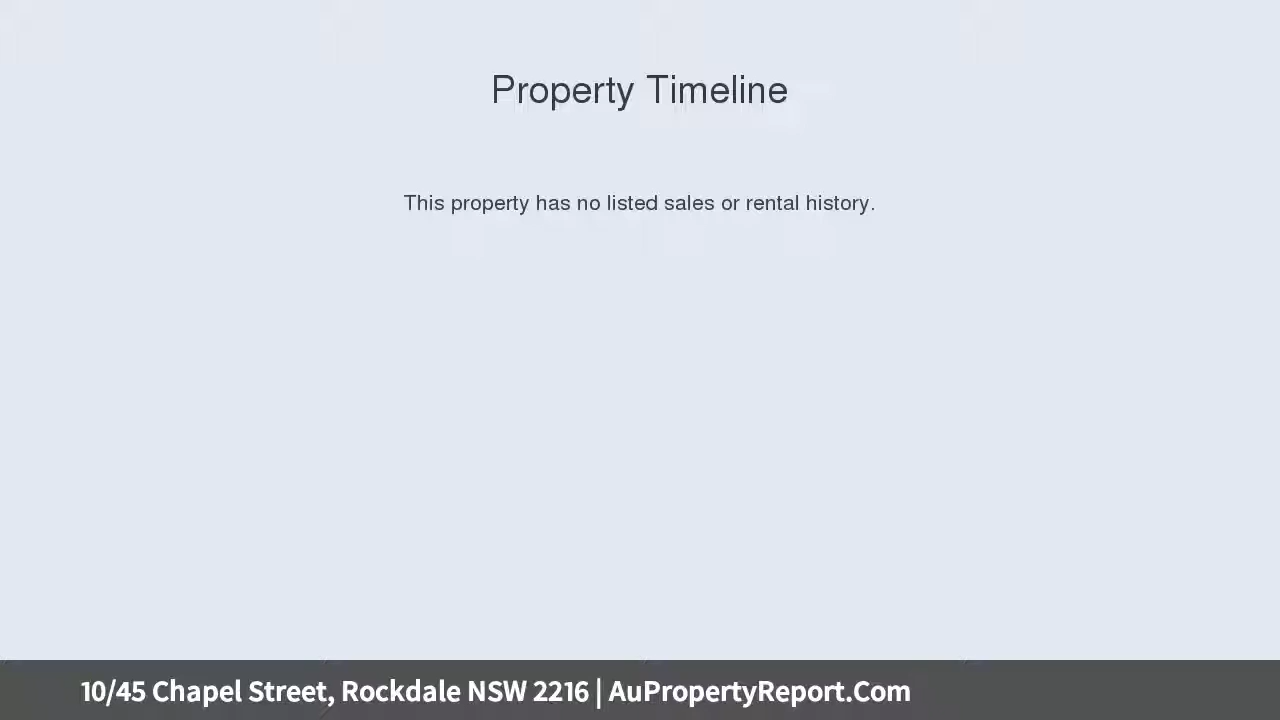 Property Timeline
This property has no listed sales or rental history.
10/45 Chapel Street, Rockdale NSW 2216 | AuPropertyReport.Com